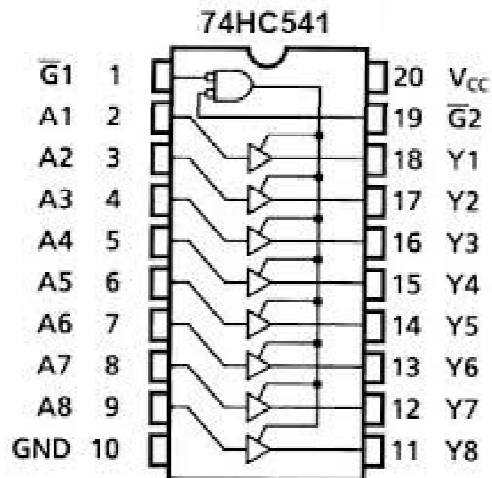 74HC541
G̅1 1 20 VCC
A1 2 19 G̅2
A2 3 18 Y1
A3 4 17 Y2
A4 5 16 Y3
A5 6 15 Y4
A6 7 14 Y5
A7 8 13 Y6
A8 9 12 Y7
GND 10 11 Y8